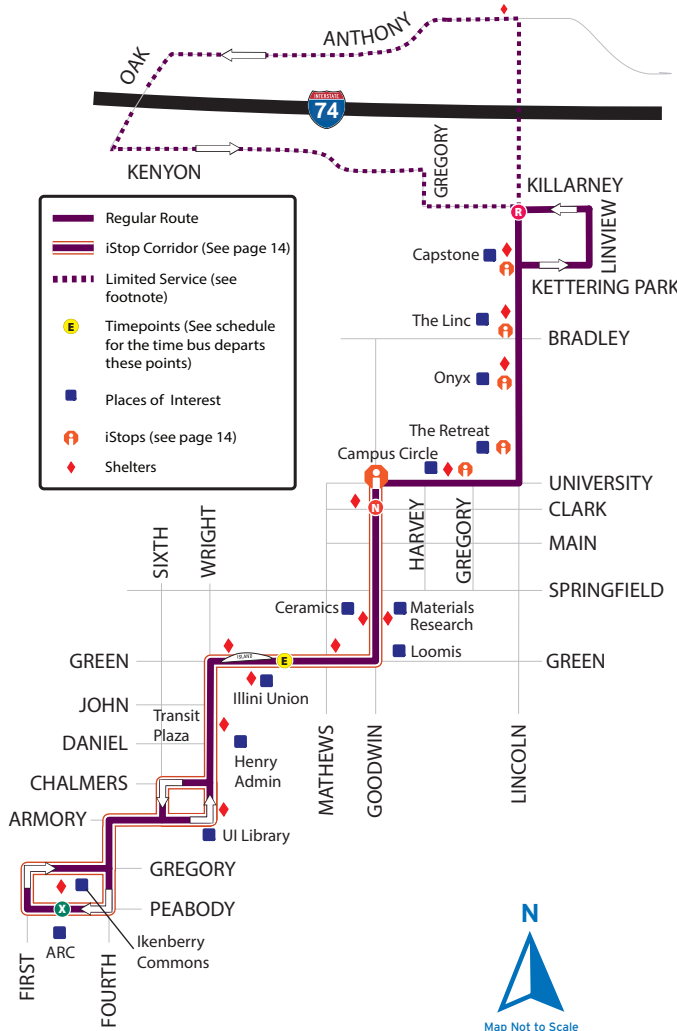 ANTHONY
OAK
INTERSTATE
74
KENYON
GREGORY
KILLARNEY
R
LINVIEW
Capstone
KETTERING PARK
Regular Route
iStop Corridor (See page 14)
Limited Service (see
footnote)
E
Timepoints (See schedule
for the time bus departs
these points)
Places of Interest
iStops (see page 14)
Shelters
The Linc
BRADLEY
Onyx
The Retreat
Campus Circle
UNIVERSITY
N
CLARK
HARVEY
GREGORY
MAIN
SIXTH
WRIGHT
SPRINGFIELD
Ceramics
Materials
Research
Loomis
GREEN
ISLAND
E
GREEN
Illini Union
JOHN
Transit
Plaza
DANIEL
Henry
Admin
MATHEWS
GOODWIN
LINCOLN
CHALMERS
ARMORY
UI Library
GREGORY
X
PEABODY
ARC
Ikenberry
Commons
FIRST
FOURTH
N
Map Not to Scale